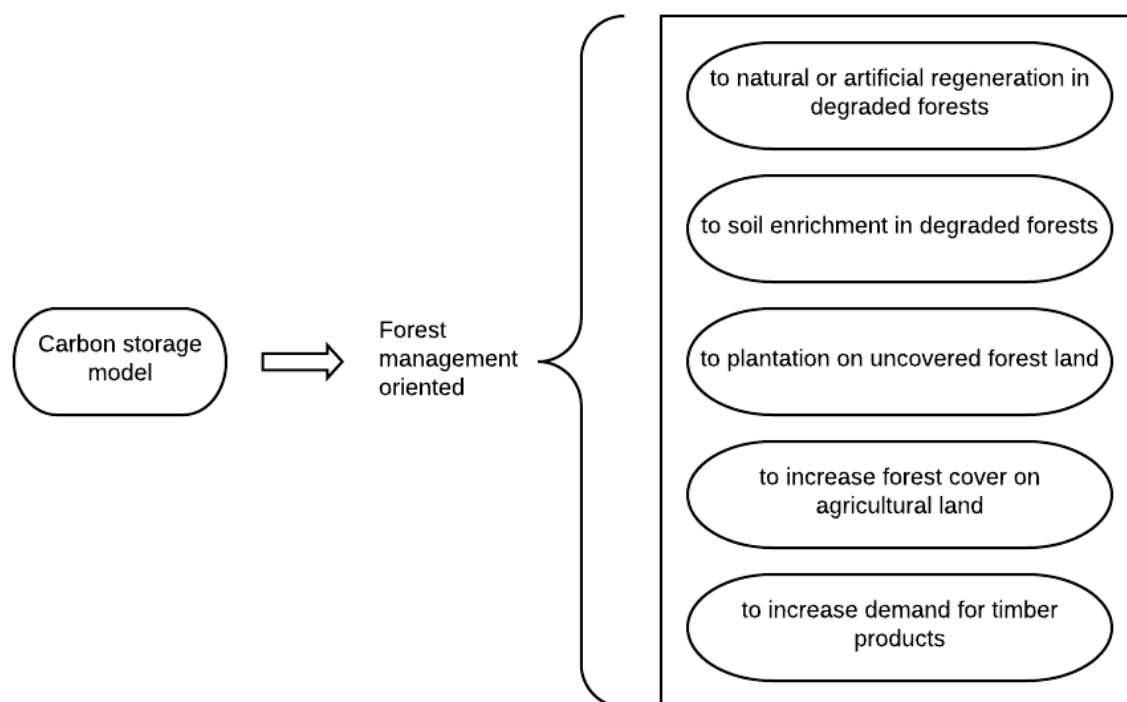 Carbon storage
model
Forest
management
oriented
to natural or artificial regeneration in
degraded forests
to soil enrichment in degraded forests
to plantation on uncovered forest land
to increase forest cover on
agricultural land
to increase demand for timber
products